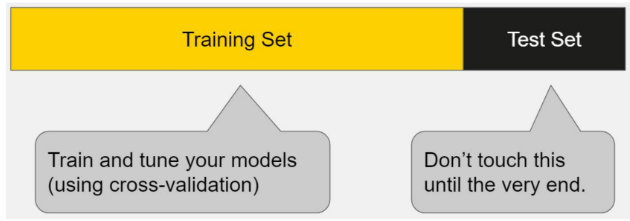 Training Set
Test Set
Train and tune your models
(using cross-validation)
Don't touch this
until the very end.